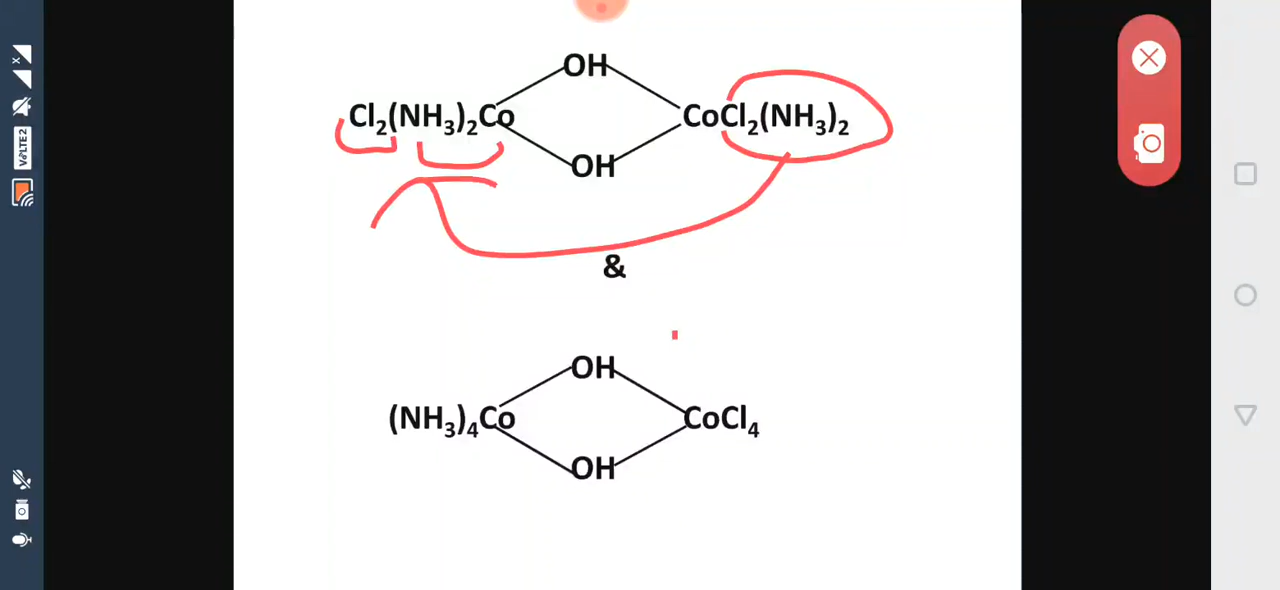 OH
Cl₂(NH₃)₂Co CoCl₂(NH₃)₂
OH
&
OH
(NH₃)₄Co CoCl₄
OH
VoLTE2
x